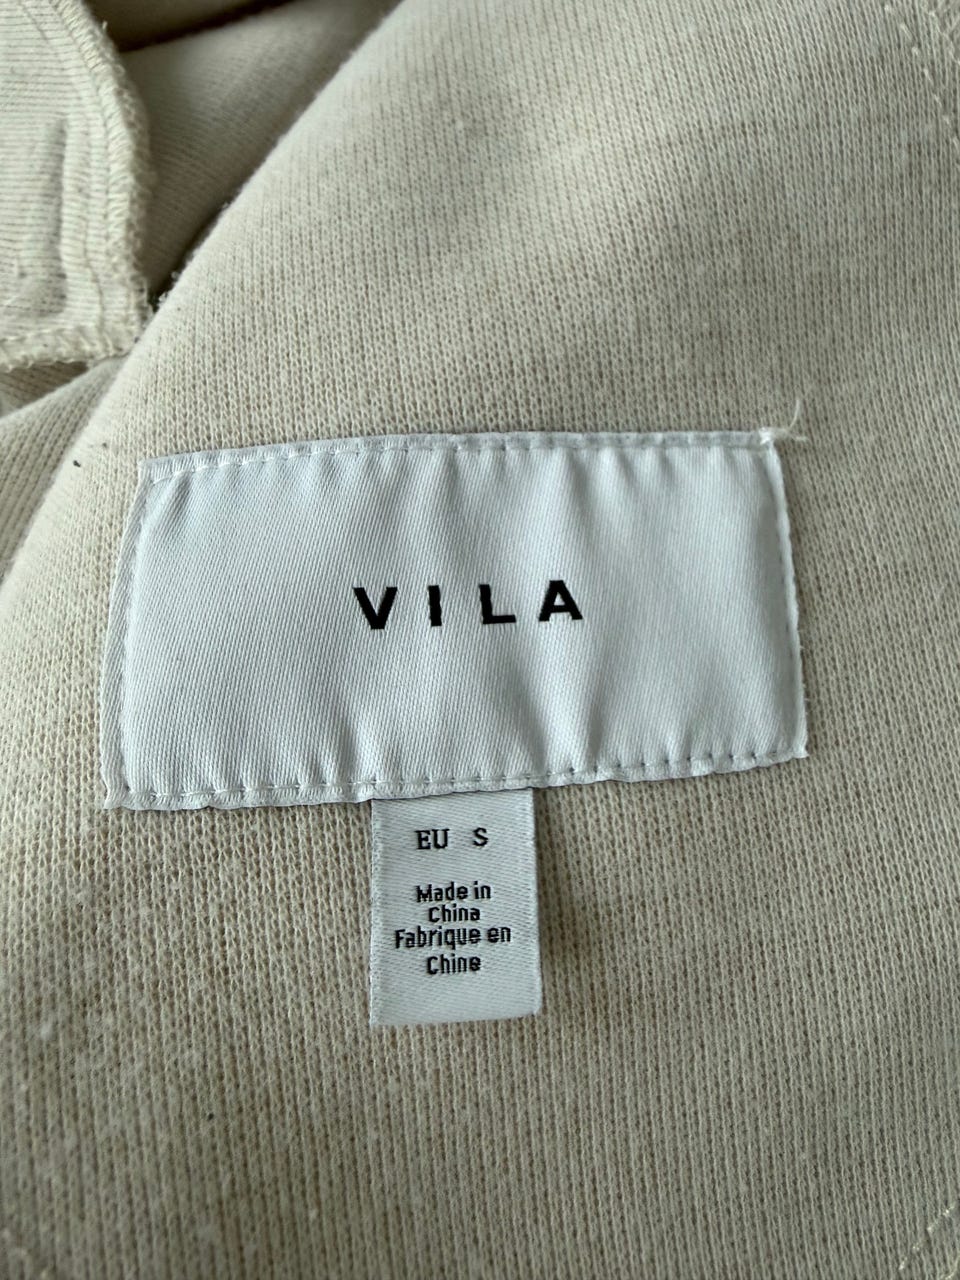 VILA
EU S
Made in
China
Fabrique en
Chine